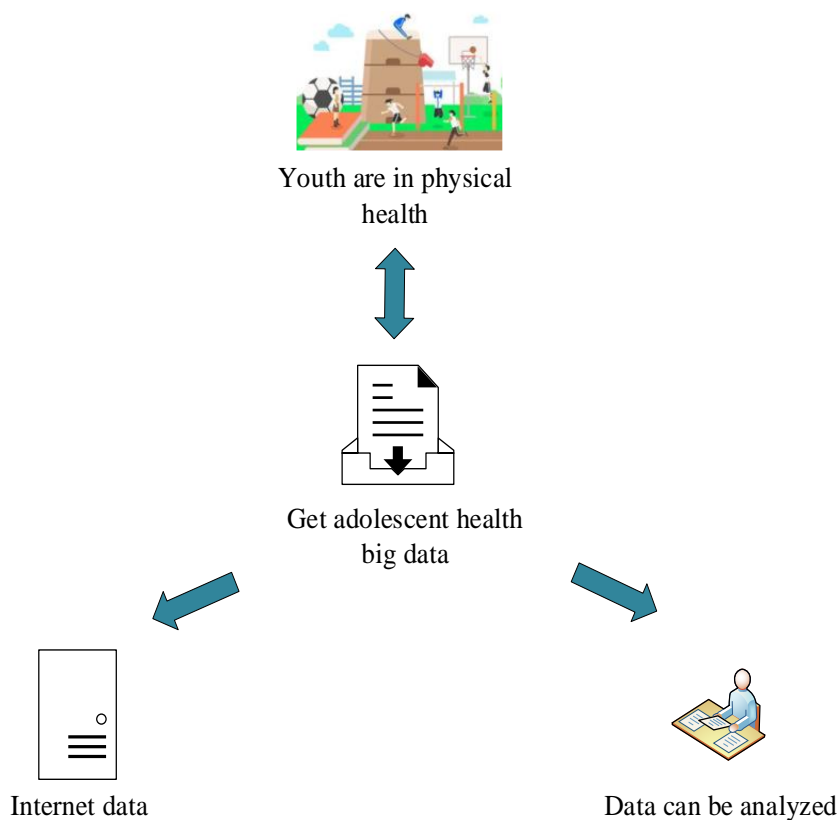 Youth are in physical
health
Get adolescent health
big data
Internet data
Data can be analyzed